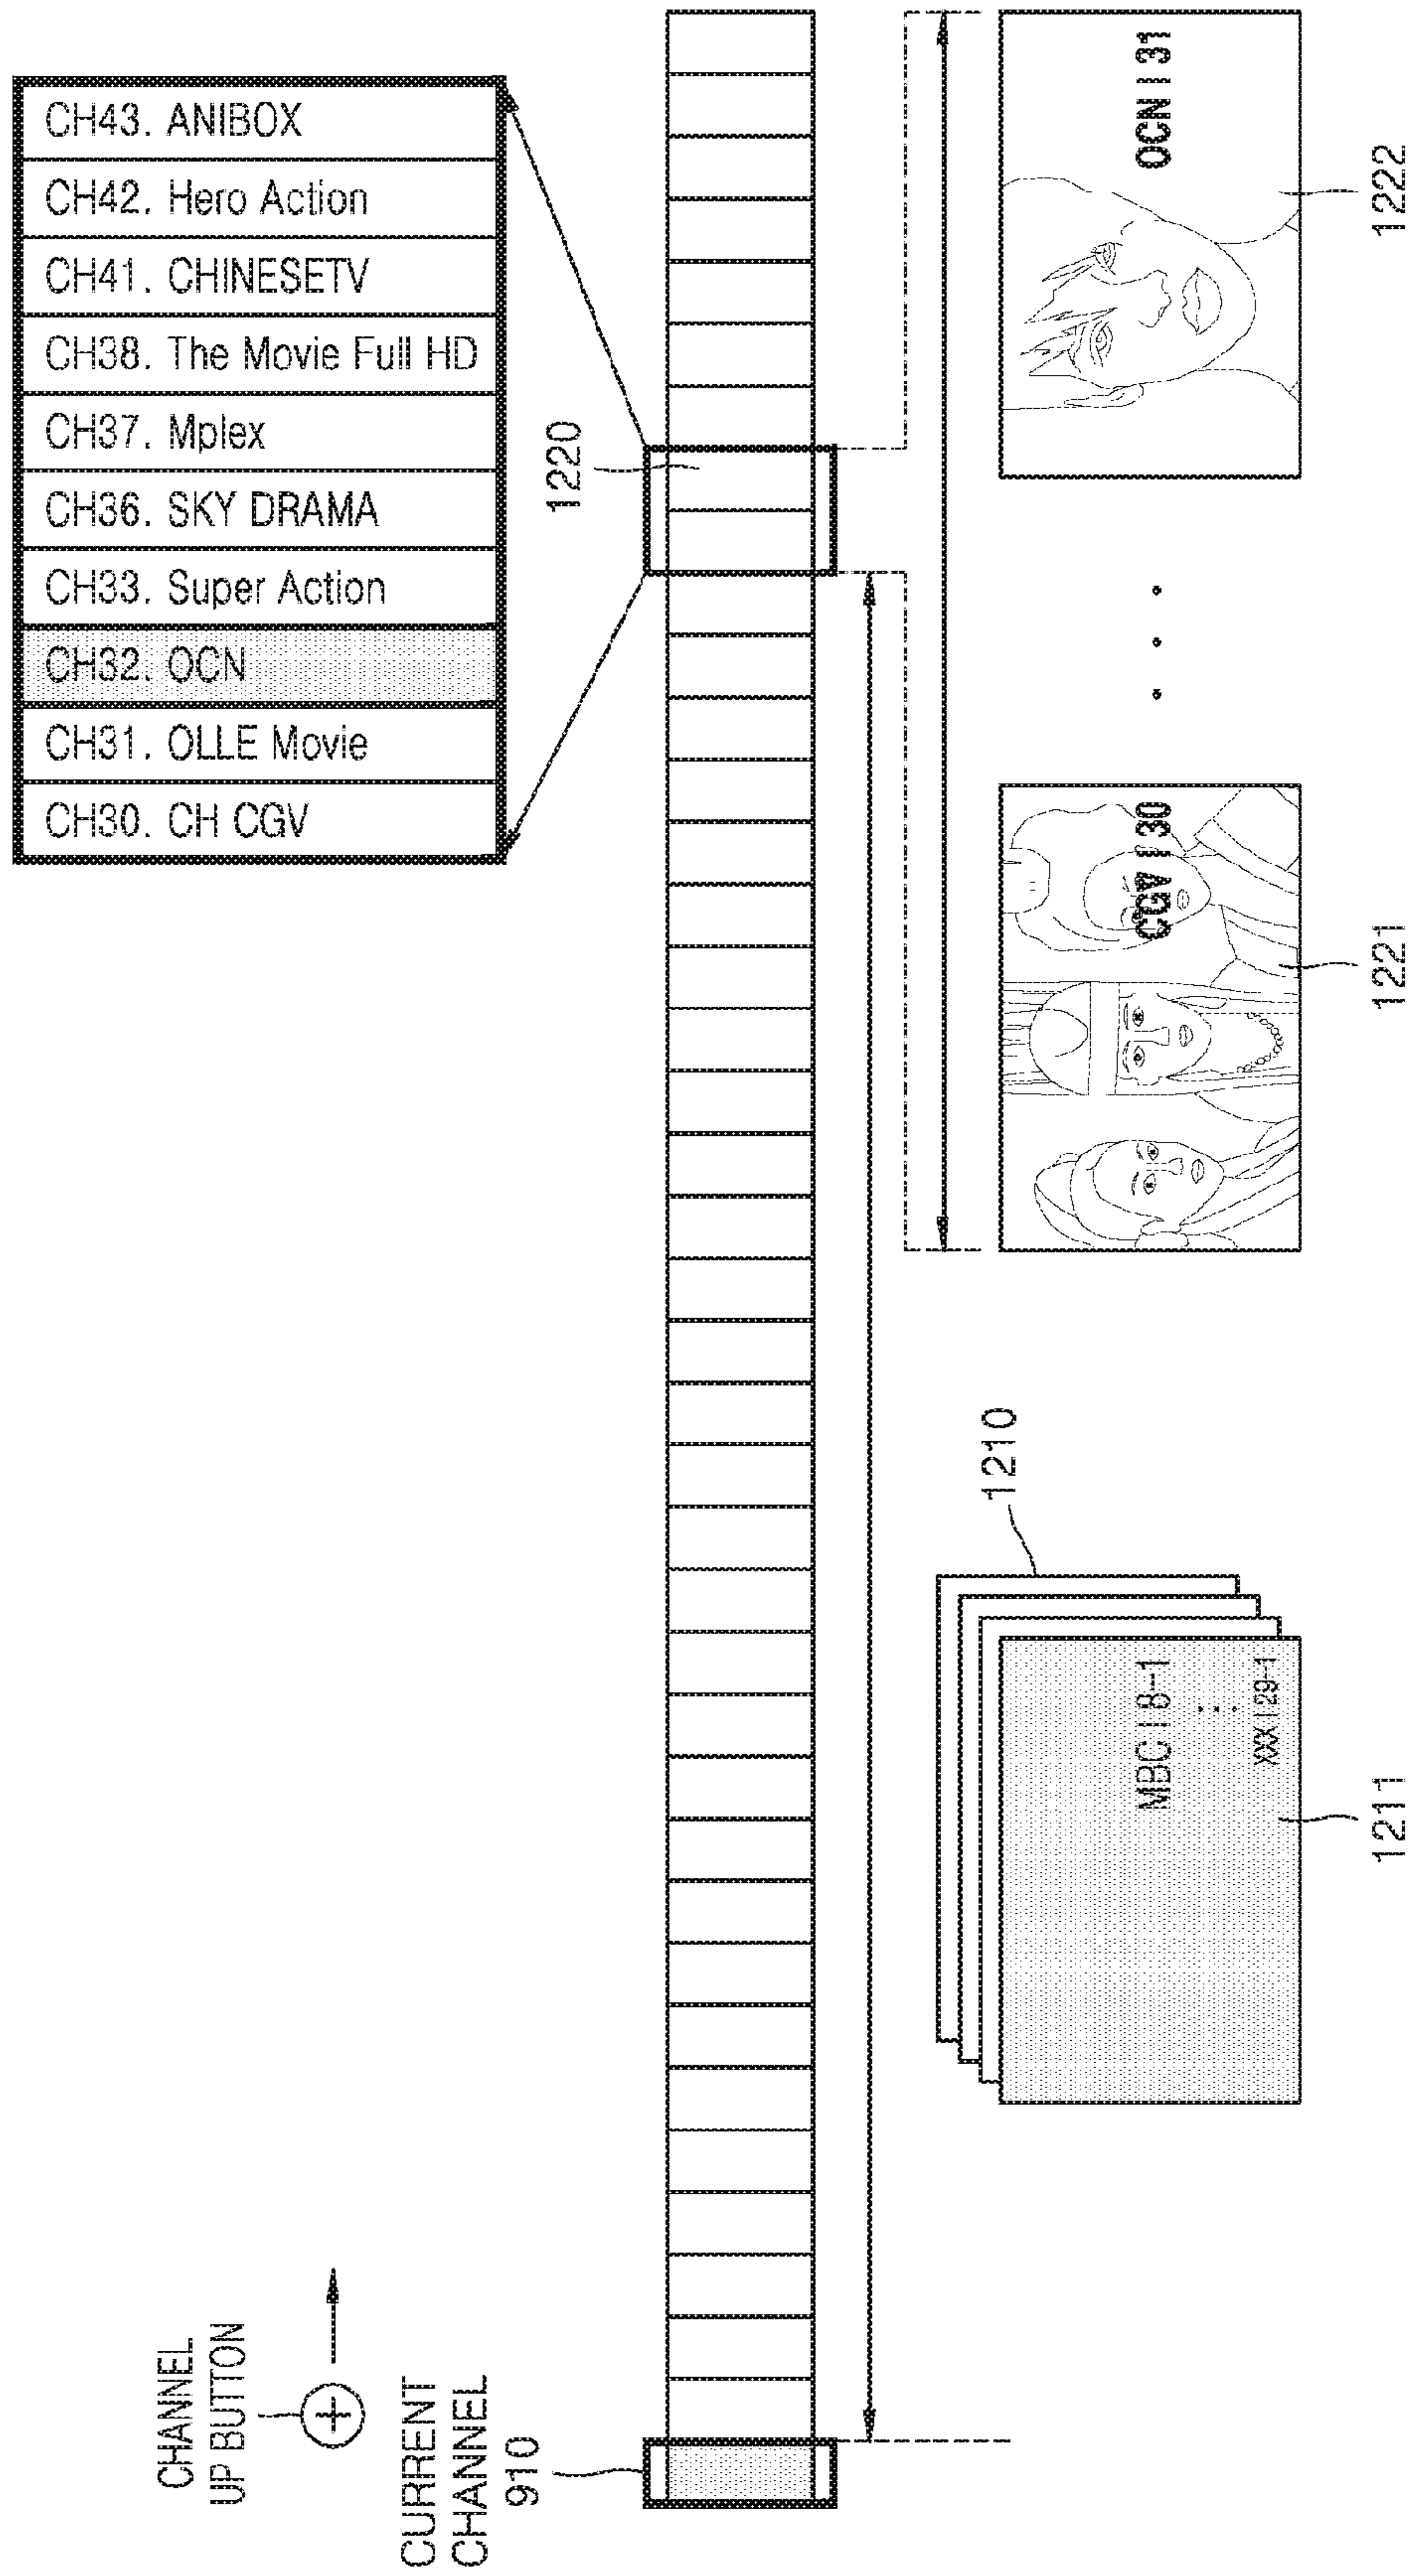 CH43. ANIBOX
CH42. Hero Action
CH41. CHINESETV
CH38. The Movie Full HD
CH37. Mplex
CH36. SKY DRAMA
CH33. Super Action
CH32. OCN
CH31. OLLE Movie
CH30. CH CGV
CHANNEL
UP BUTTON
+
CURRENT
CHANNEL
910
1220
1210
MBC | 8-1
XXX | 29-1
1211
CGV | 30
1221
OCN | 31
1222